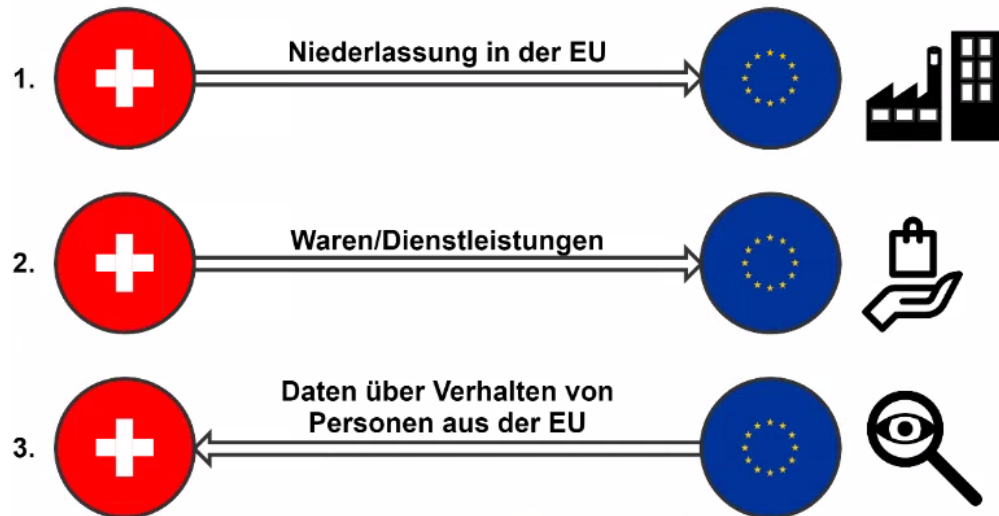 1.
Niederlassung in der EU
2.
Waren/Dienstleistungen
3.
Daten über Verhalten von
Personen aus der EU